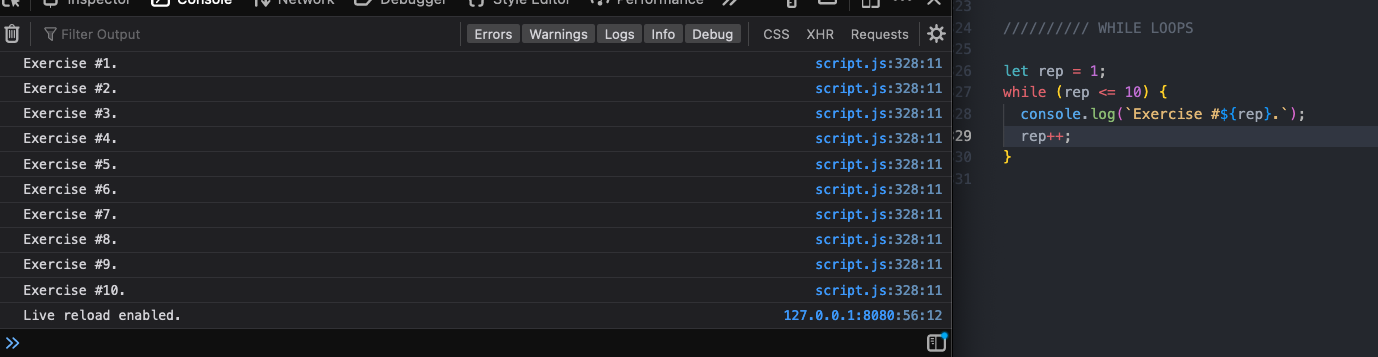 Inspector Console Network Debugger Style Editor Performance
Filter Output Errors Warnings Logs Info Debug CSS XHR Requests
Exercise #1. script.js:328:11
Exercise #2. script.js:328:11
Exercise #3. script.js:328:11
Exercise #4. script.js:328:11
Exercise #5. script.js:328:11
Exercise #6. script.js:328:11
Exercise #7. script.js:328:11
Exercise #8. script.js:328:11
Exercise #9. script.js:328:11
Exercise #10. script.js:328:11
Live reload enabled. 127.0.0.1:8080:56:12
23
24 ////////// WHILE LOOPS
25
26 let rep = 1;
27 while (rep <= 10) {
28 console.log(`Exercise #${rep}.`);
29 rep++;
30 }
31